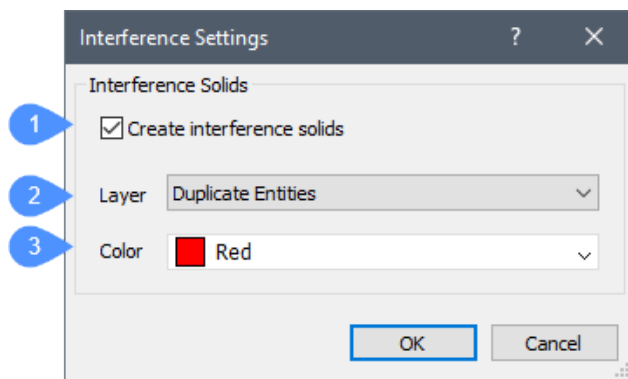 Interference Settings ? ×
Interference Solids
1 Create interference solids
2 Layer Duplicate Entities
3 Color Red
OK Cancel